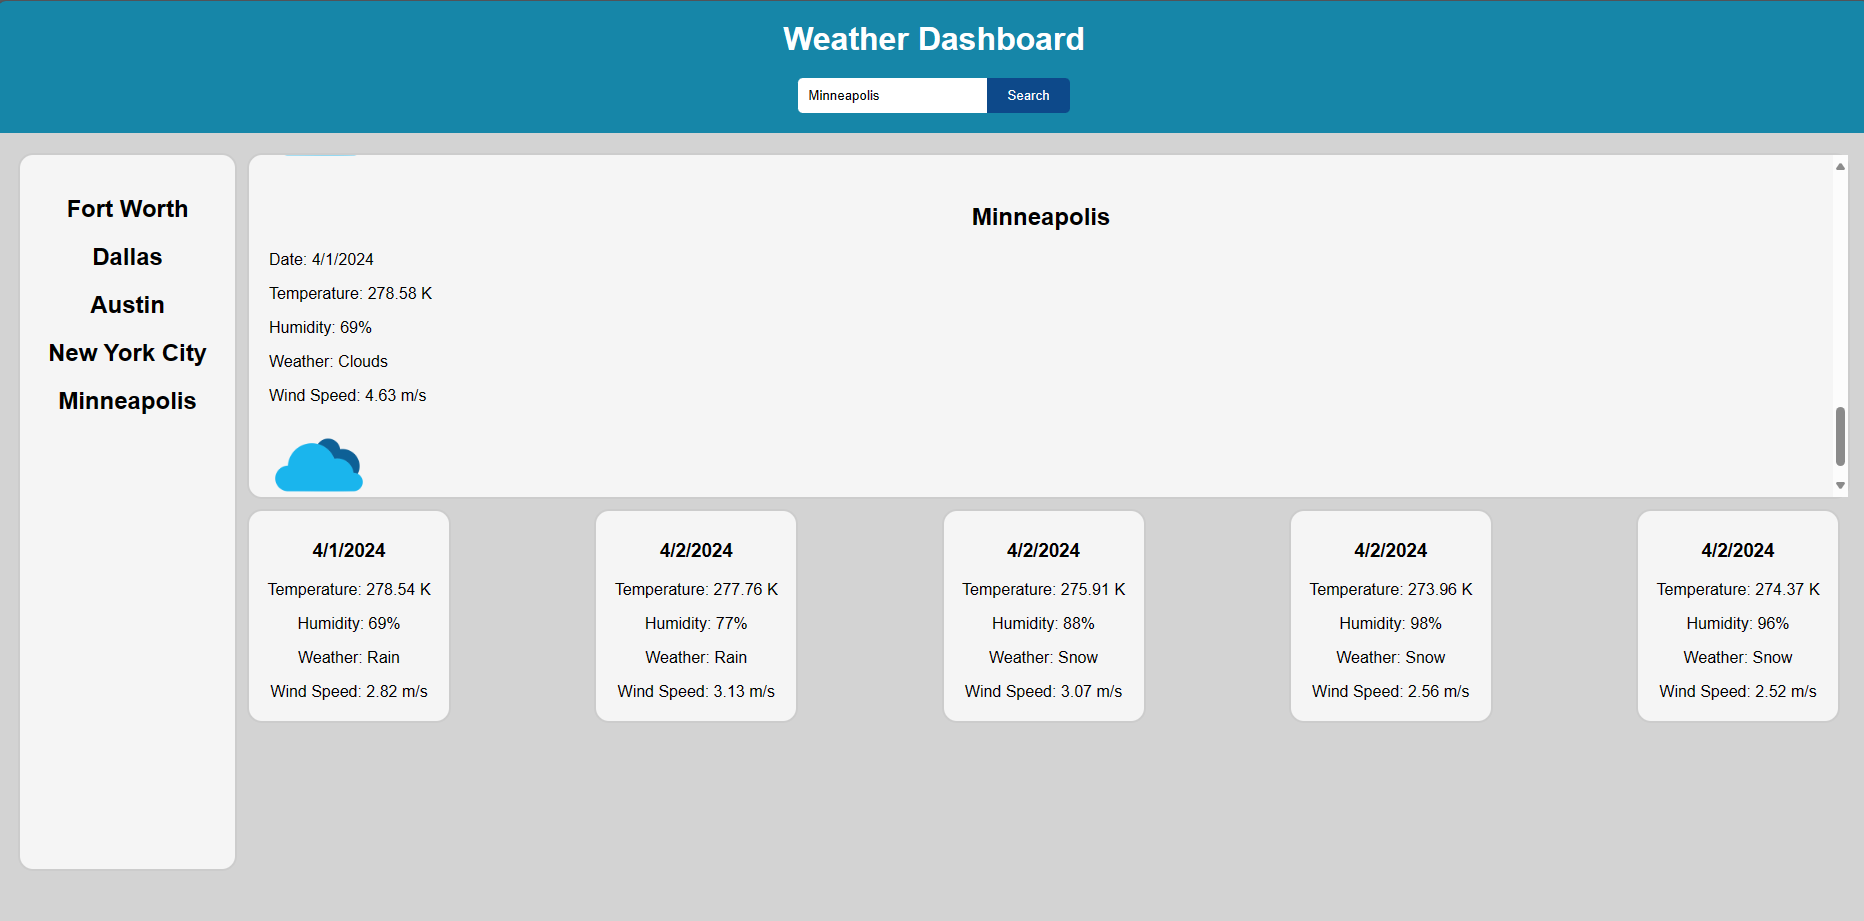 Weather Dashboard
Minneapolis
Search
Fort Worth
Dallas
Austin
New York City
Minneapolis
Minneapolis
Date: 4/1/2024
Temperature: 278.58 K
Humidity: 69%
Weather: Clouds
Wind Speed: 4.63 m/s
4/1/2024
Temperature: 278.54 K
Humidity: 69%
Weather: Rain
Wind Speed: 2.82 m/s
4/2/2024
Temperature: 277.76 K
Humidity: 77%
Weather: Rain
Wind Speed: 3.13 m/s
4/2/2024
Temperature: 275.91 K
Humidity: 88%
Weather: Snow
Wind Speed: 3.07 m/s
4/2/2024
Temperature: 273.96 K
Humidity: 98%
Weather: Snow
Wind Speed: 2.56 m/s
4/2/2024
Temperature: 274.37 K
Humidity: 96%
Weather: Snow
Wind Speed: 2.52 m/s